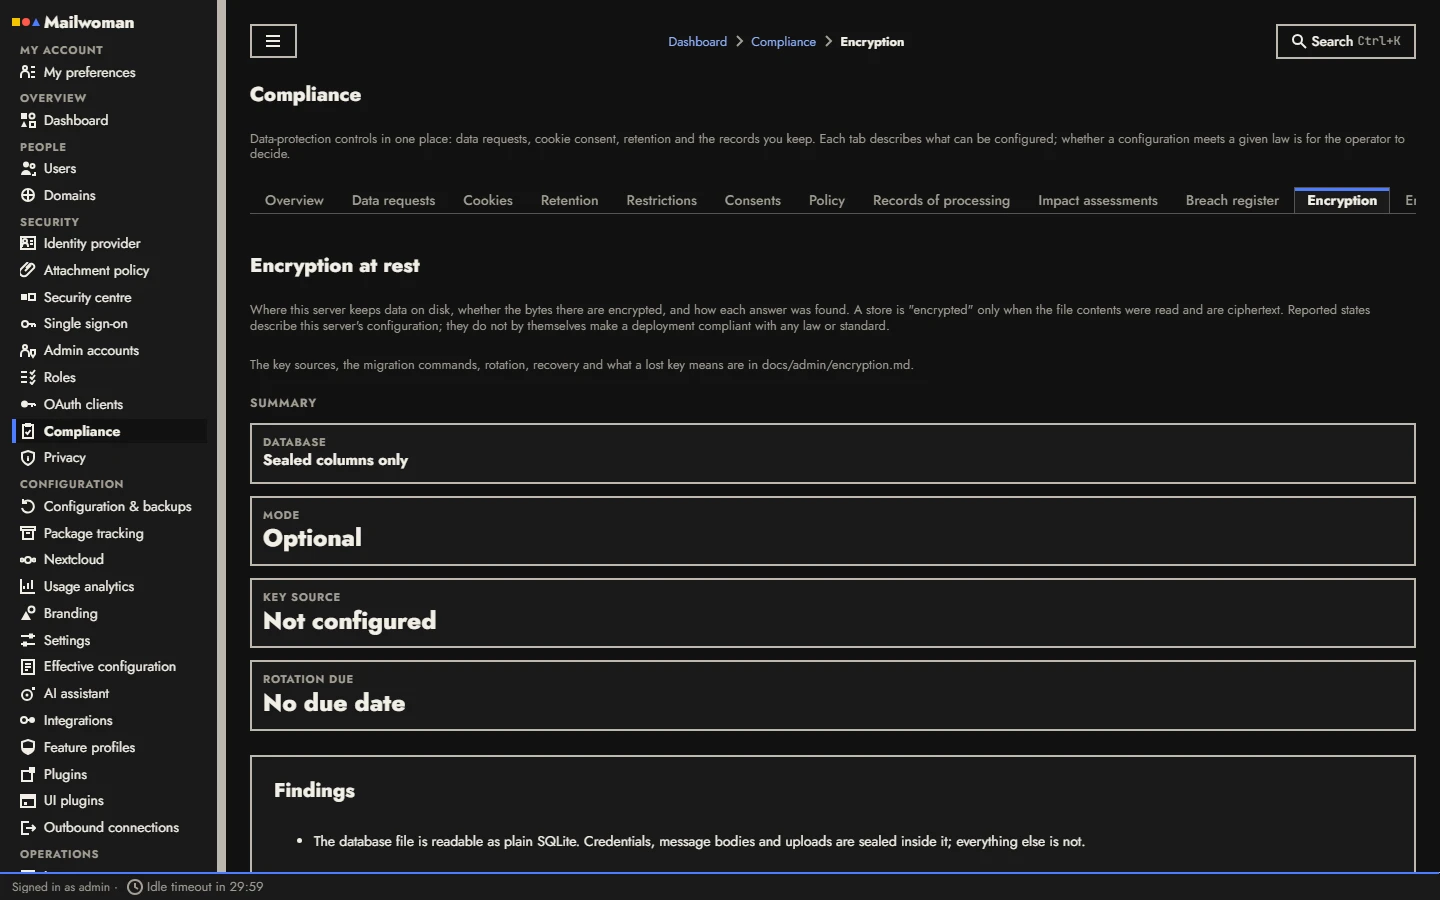 Mailwoman
MY ACCOUNT
My preferences
OVERVIEW
Dashboard
PEOPLE
Users
Domains
SECURITY
Identity provider
Attachment policy
Security centre
Single sign-on
Admin accounts
Roles
OAuth clients
Compliance
Privacy
CONFIGURATION
Configuration & backups
Package tracking
Nextcloud
Usage analytics
Branding
Settings
Effective configuration
AI assistant
Integrations
Feature profiles
Plugins
UI plugins
Outbound connections
OPERATIONS
Dashboard > Compliance > Encryption
Search Ctrl+K
Compliance
Data-protection controls in one place: data requests, cookie consent, retention and the records you keep. Each tab describes what can be configured; whether a configuration meets a given law is for the operator to
decide.
Overview Data requests Cookies Retention Restrictions Consents Policy Records of processing Impact assessments Breach register Encryption
Encryption at rest
Where this server keeps data on disk, whether the bytes there are encrypted, and how each answer was found. A store is "encrypted" only when the file contents were read and are ciphertext. Reported states
describe this server's configuration; they do not by themselves make a deployment compliant with any law or standard.
The key sources, the migration commands, rotation, recovery and what a lost key means are in docs/admin/encryption.md.
SUMMARY
DATABASE
Sealed columns only
MODE
Optional
KEY SOURCE
Not configured
ROTATION DUE
No due date
Findings
• The database file is readable as plain SQLite. Credentials, message bodies and uploads are sealed inside it; everything else is not.
Signed in as admin · Idle timeout in 29:59